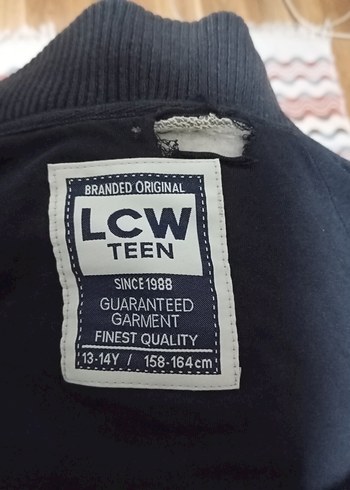 BRANDED ORIGINAL
LCW
TEEN
SINCE 1988
GUARANTEED
GARMENT
FINEST QUALITY
13-14Y / 158-164cm